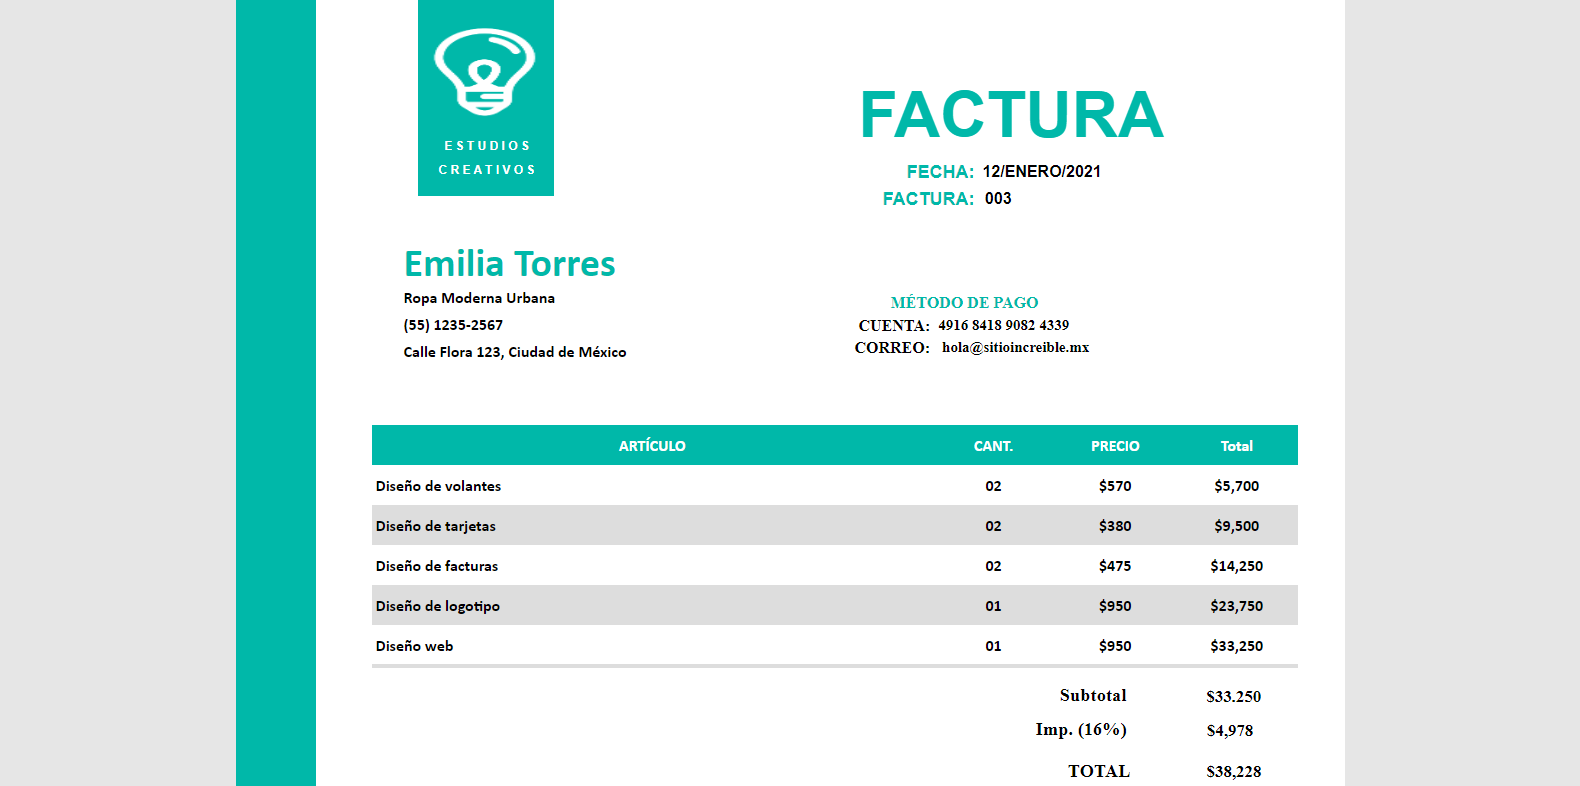 ESTUDIOS
CREATIVOS
FACTURA
FECHA: 12/ENERO/2021
FACTURA: 003
Emilia Torres
Ropa Moderna Urbana
(55) 1235-2567
Calle Flora 123, Ciudad de México
MÉTODO DE PAGO
CUENTA: 4916 8418 9082 4339
CORREO: hola@sitioincreible.mx
ARTÍCULO CANT. PRECIO Total
Diseño de volantes 02 $570 $5,700
Diseño de tarjetas 02 $380 $9,500
Diseño de facturas 02 $475 $14,250
Diseño de logotipo 01 $950 $23,750
Diseño web 01 $950 $33,250
Subtotal $33.250
Imp. (16%) $4,978
TOTAL $38,228